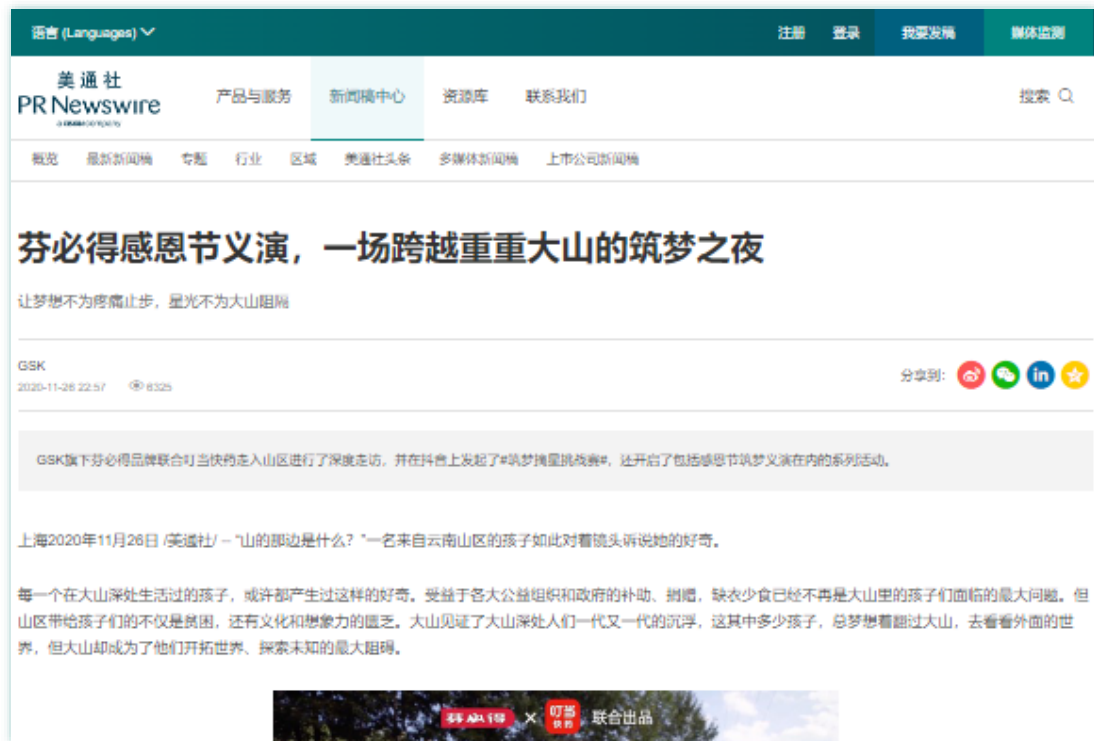 语言 (Languages)
注册 登录 我要发稿 媒体监测
美通社
PR Newswire
产品与服务 新闻稿中心 资源库 联系我们
搜索
概览 最新新闻稿 专题 行业 区域 美通社头条 多媒体新闻稿 上市公司新闻稿
芬必得感恩节义演，一场跨越重重大山的筑梦之夜
让梦想不为疼痛止步，星光不为大山阻隔
GSK
分享到:
2020-11-26 22:57 6325
GSK旗下芬必得品牌联合叮当快药走入山区进行了深度走访，并在抖音上发起了#筑梦摘星挑战赛#，还开启了包括感恩节筑梦义演在内的系列活动。
上海2020年11月26日 /美通社/ -- "山的那边是什么？"一名来自云南山区的孩子如此对着镜头诉说她的好奇。
每一个在大山深处生活过的孩子，或许都产生过这样的好奇。受益于各大公益组织和政府的补助、捐赠，缺衣少食已经不再是大山里的孩子们面临的最大问题。但
山区带给孩子们的不仅是贫困，还有文化和想象力的匮乏。大山见证了大山深处人们一代又一代的沉浮，这其中多少孩子，总梦想着翻过大山，去看看外面的世
界，但大山却成为了他们开拓世界、探索未知的最大阻碍。
芬必得 × 叮当快药 联合出品